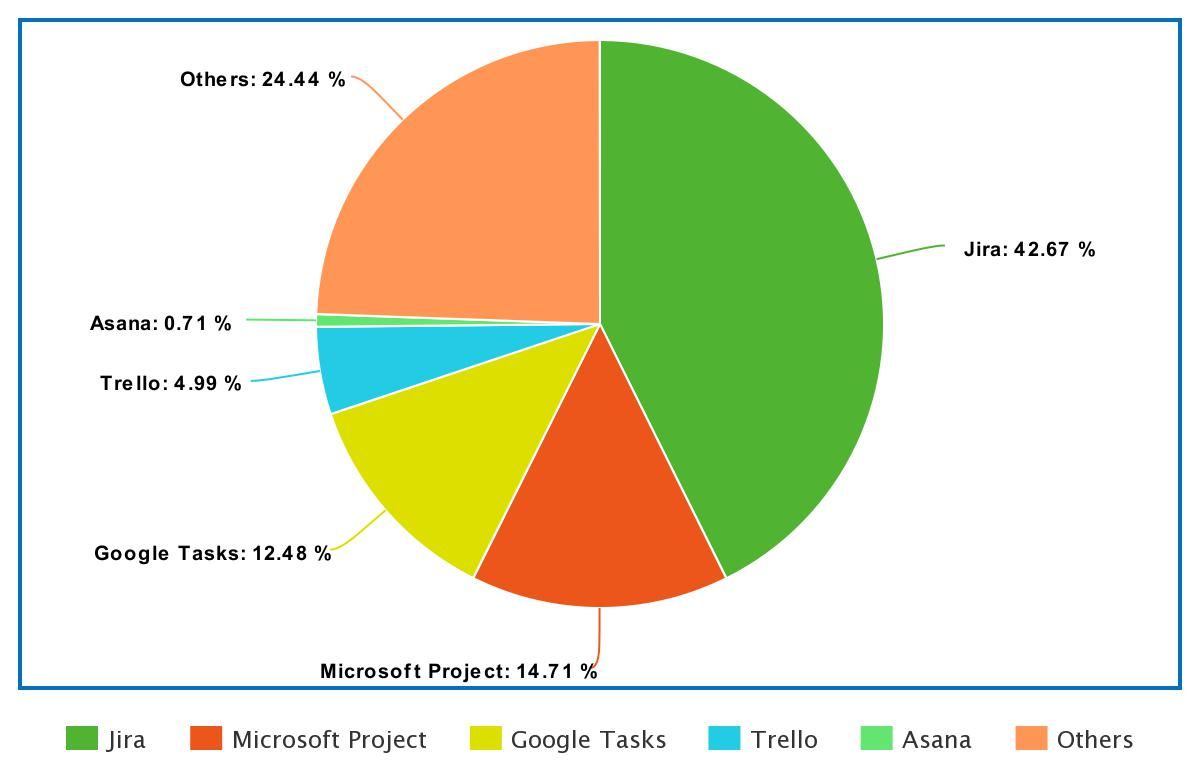 Others: 24.44 %
Jira: 42.67 %
Asana: 0.71 %
Trello: 4.99 %
Google Tasks: 12.48 %
Microsoft Project: 14.71 %
Jira Microsoft Project Google Tasks Trello Asana Others